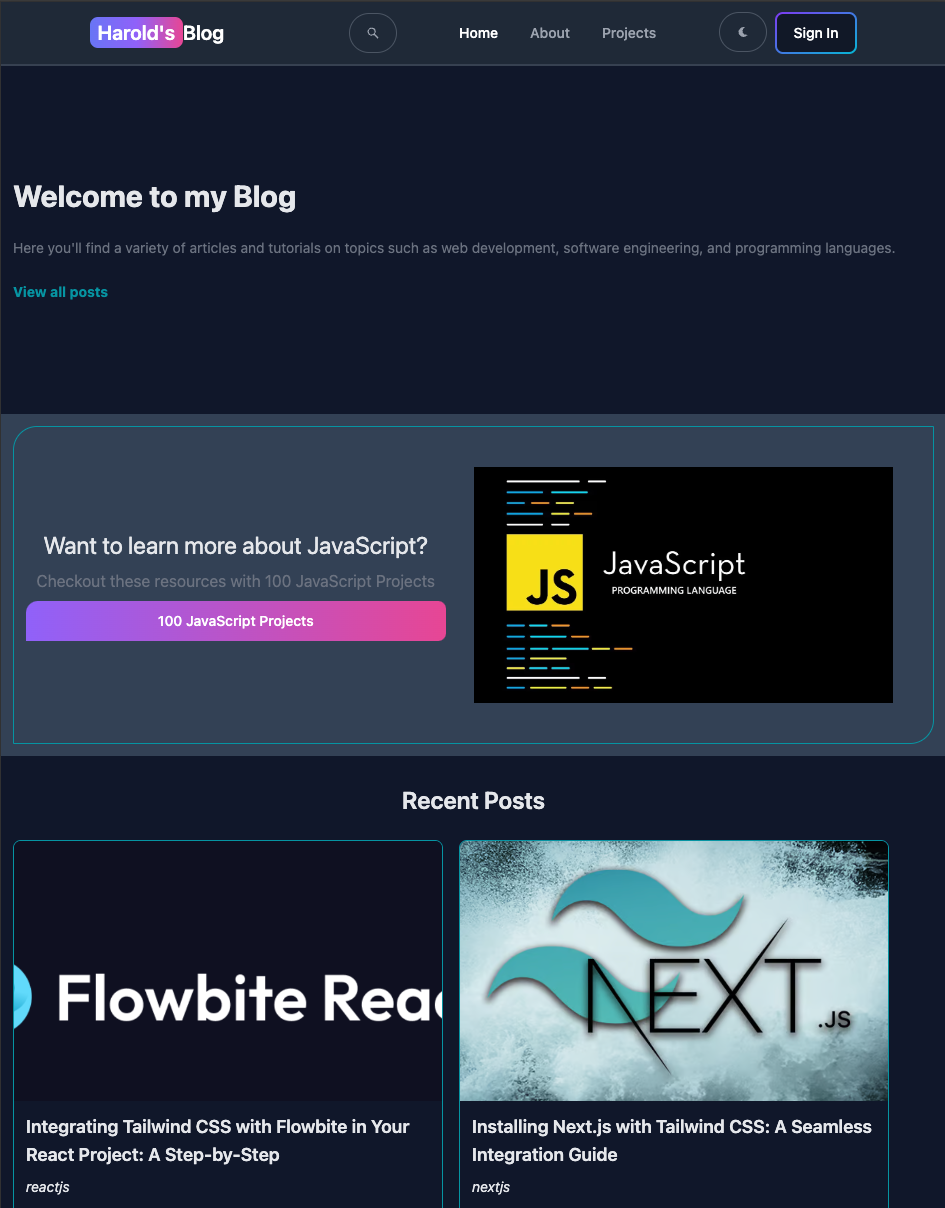 Harold's Blog
Home
About
Projects
Sign In
Welcome to my Blog
Here you'll find a variety of articles and tutorials on topics such as web development, software engineering, and programming languages.
View all posts
Want to learn more about JavaScript?
Checkout these resources with 100 JavaScript Projects
100 JavaScript Projects
JS
JavaScript
PROGRAMMING LANGUAGE
Recent Posts
Flowbite Reac
NEXT.JS
Integrating Tailwind CSS with Flowbite in Your
React Project: A Step-by-Step
reactjs
Installing Next.js with Tailwind CSS: A Seamless
Integration Guide
nextjs